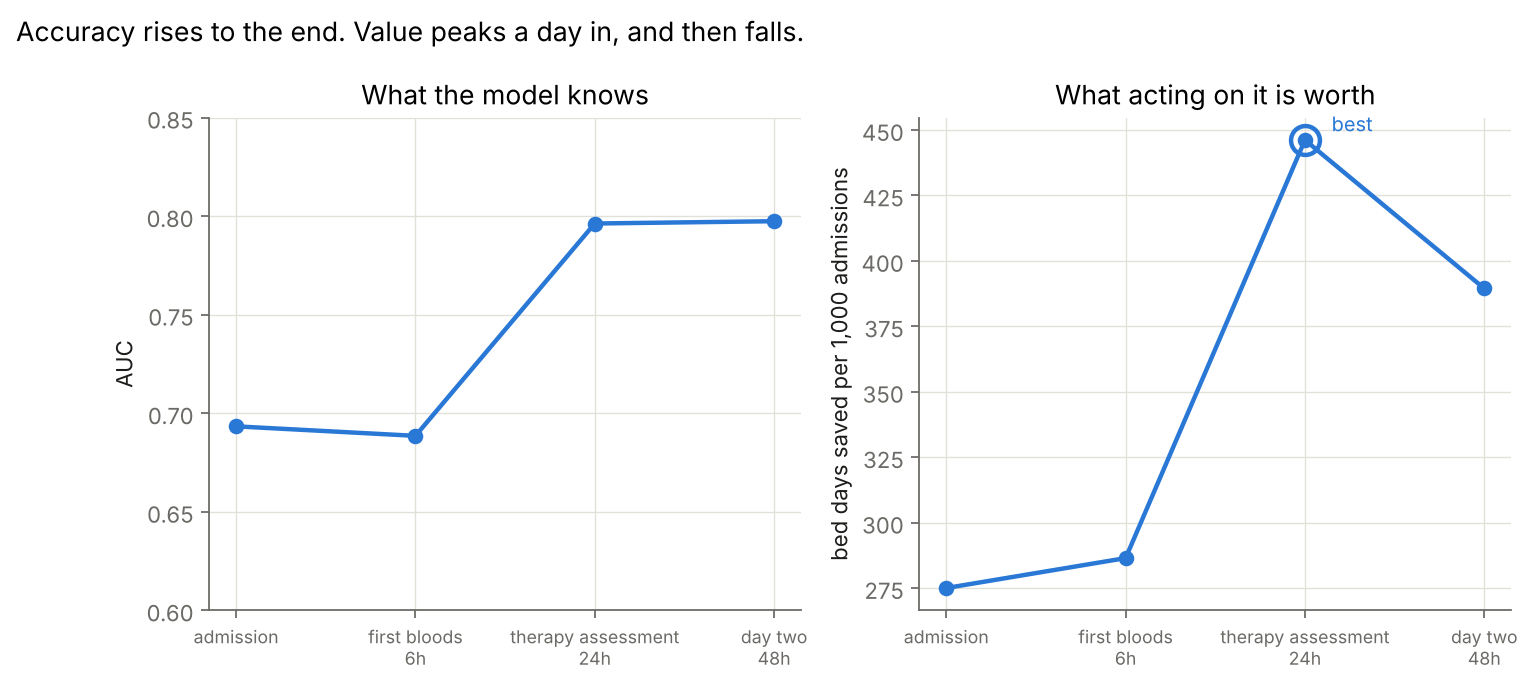 Accuracy rises to the end. Value peaks a day in, and then falls.
What the model knows
AUC
0.85
0.80
0.75
0.70
0.65
0.60
admission
first bloods
6h
therapy assessment
24h
day two
48h
What acting on it is worth
bed days saved per 1,000 admissions
450
425
400
375
350
325
300
275
best
admission
first bloods
6h
therapy assessment
24h
day two
48h